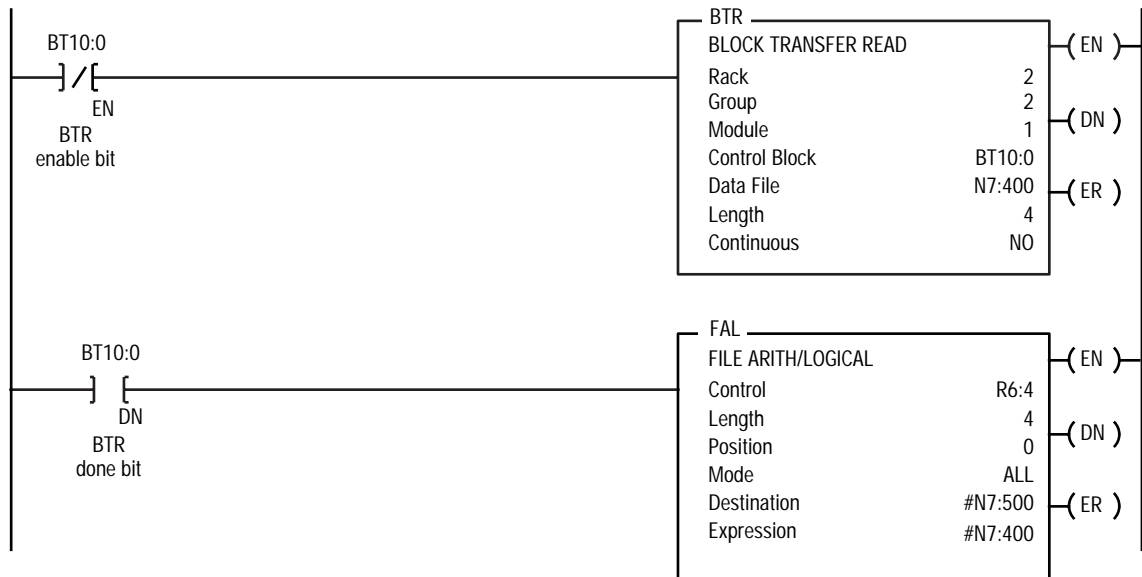 BTR
BLOCK TRANSFER READ
BT10:0
EN
EN
BTR
enable bit
Rack 2
Group 2
Module 1
Control Block BT10:0
Data File N7:400
Length 4
Continuous NO
DN
ER
FAL
FILE ARITH/LOGICAL
BT10:0
DN
BTR
done bit
EN
Control R6:4
Length 4
Position 0
Mode ALL
Destination #N7:500
Expression #N7:400
DN
ER